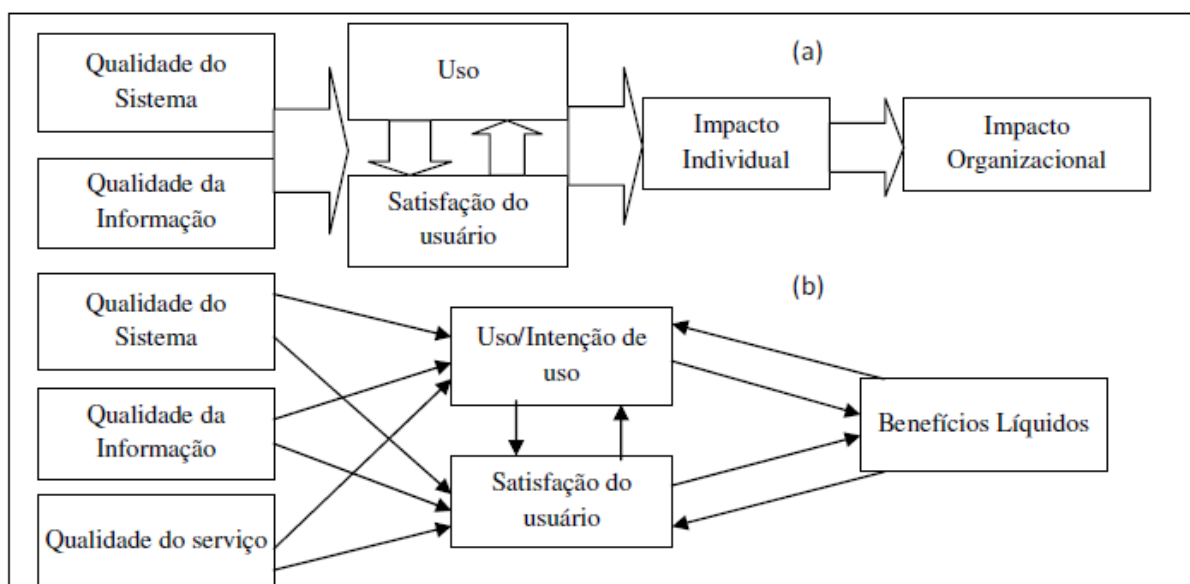 Qualidade do
Sistema
Uso
(a)
Qualidade da
Informação
Satisfação do
usuário
Impacto
Individual
Impacto
Organizacional
Qualidade do
Sistema
(b)
Uso/Intenção de
uso
Qualidade da
Informação
Benefícios Líquidos
Satisfação do
usuário
Qualidade do serviço